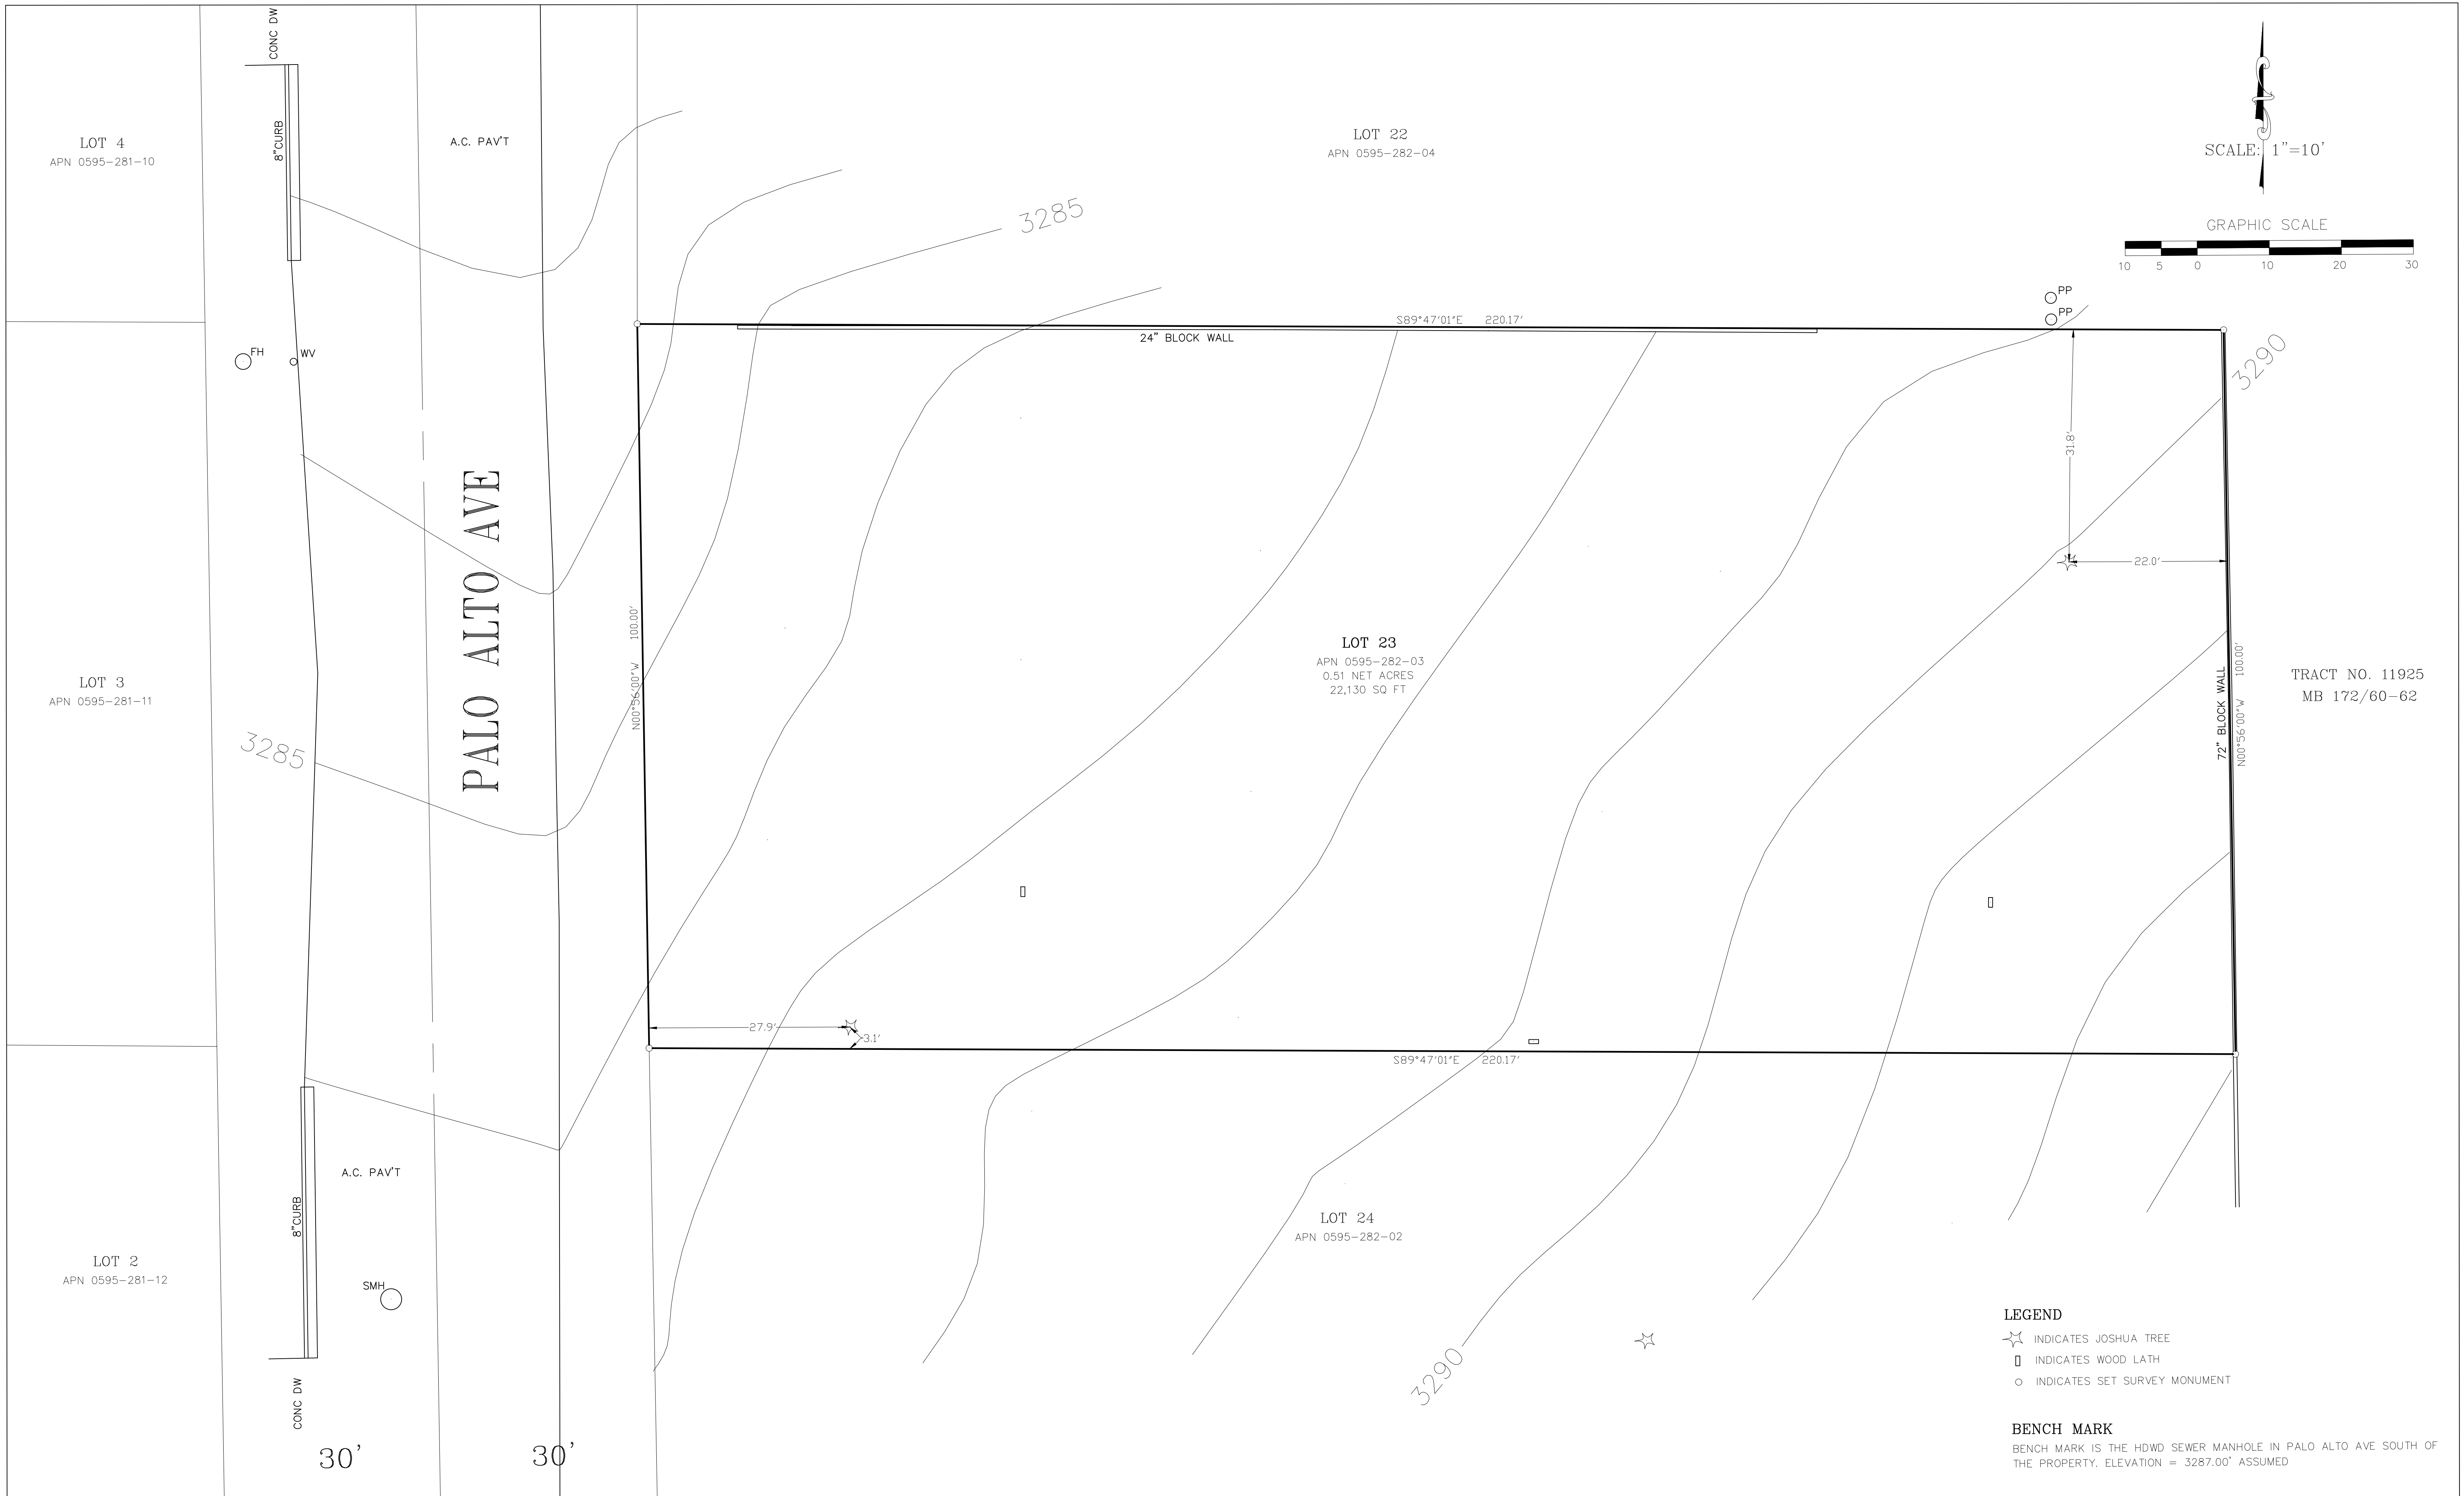 CONC DW
8"CURB
A.C. PAV'T
LOT 4
APN 0595-281-10
LOT 22
APN 0595-282-04
SCALE: 1"=10'
GRAPHIC SCALE
10 5 0 10 20 30
3285
PP
PP
S89°47'01"E 220.17'
24" BLOCK WALL
FH
WV
3290
31.8'
22.0'
PALO ALTO AVE
N00°56'00"W 100.00'
LOT 23
APN 0595-282-03
0.51 NET ACRES
22,130 SQ FT
LOT 3
APN 0595-281-11
72" BLOCK WALL
N00°56'00"W 100.00'
TRACT NO. 11925
MB 172/60-62
3285
27.9'
3.1'
S89°47'01"E 220.17'
A.C. PAV'T
8"CURB
LOT 24
APN 0595-282-02
LOT 2
APN 0595-281-12
SMH
3290
CONC DW
30'
30'
LEGEND
INDICATES JOSHUA TREE
INDICATES WOOD LATH
INDICATES SET SURVEY MONUMENT
BENCH MARK
BENCH MARK IS THE HDWD SEWER MANHOLE IN PALO ALTO AVE SOUTH OF
THE PROPERTY. ELEVATION = 3287.00' ASSUMED